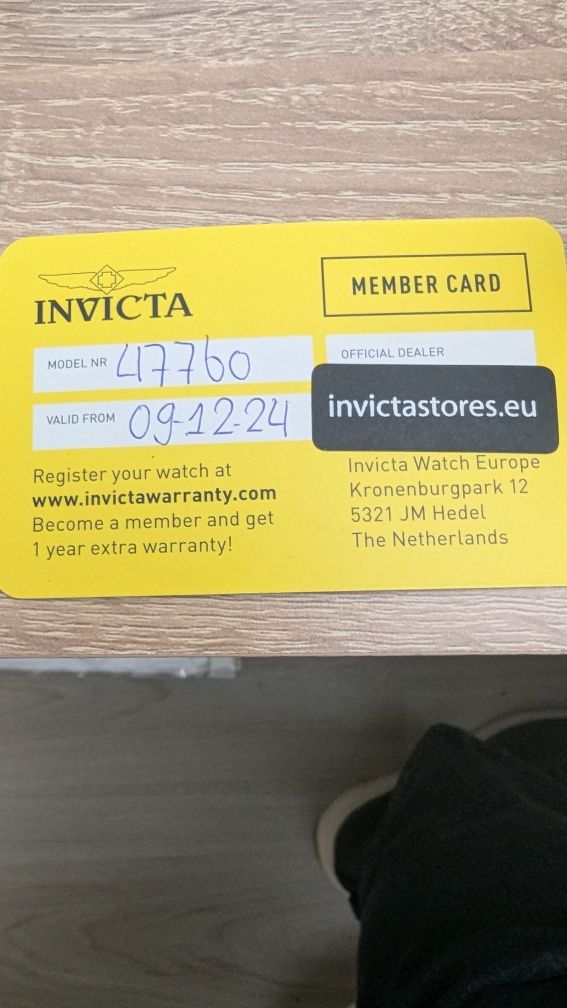 INVICTA
MEMBER CARD
MODEL NR 47760
OFFICIAL DEALER
VALID FROM 09-12-24
invictastores.eu
Register your watch at
www.invictawarranty.com
Become a member and get
1 year extra warranty!
Invicta Watch Europe
Kronenburgpark 12
5321 JM Hedel
The Netherlands